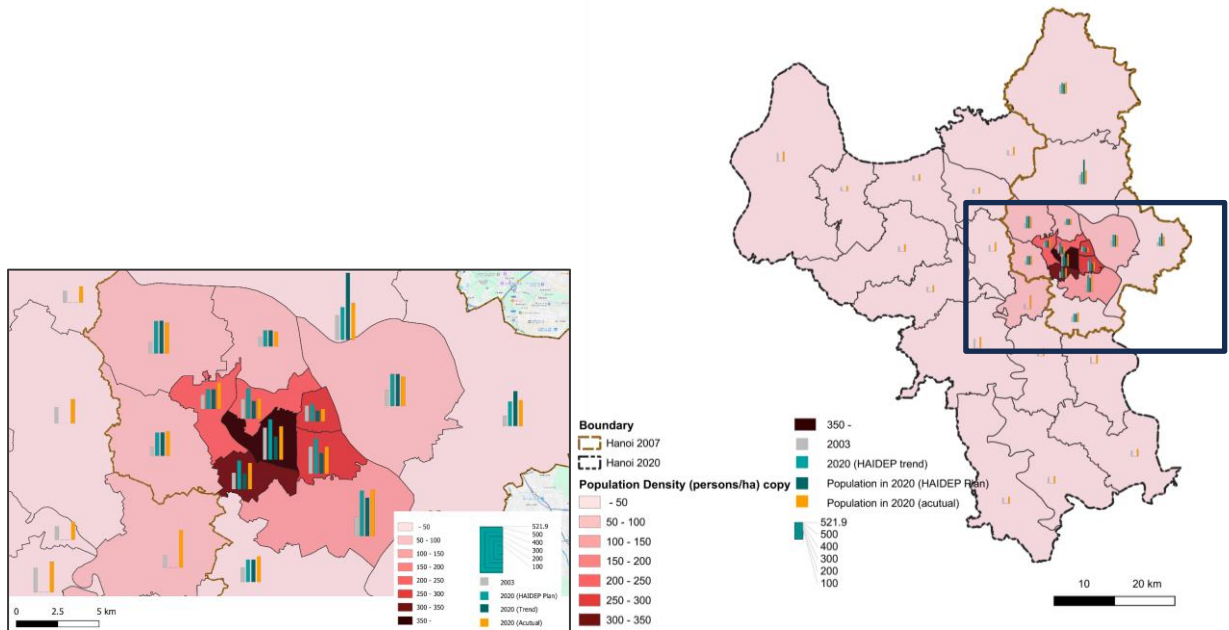 - 50
50 - 100
100 - 150
150 - 200
200 - 250
250 - 300
300 - 350
350 -
521.9
500
400
300
200
100
2003
2020 (HAIDEP Plan)
2020 (Trend)
2020 (Acutual)
0 2.5 5 km
Boundary
Hanoi 2007
Hanoi 2020
Population Density (persons/ha) copy
- 50
50 - 100
100 - 150
150 - 200
200 - 250
250 - 300
300 - 350
350 -
2003
2020 (HAIDEP trend)
Population in 2020 (HAIDEP Plan)
Population in 2020 (acutual)
521.9
500
400
300
200
100
10 20 km